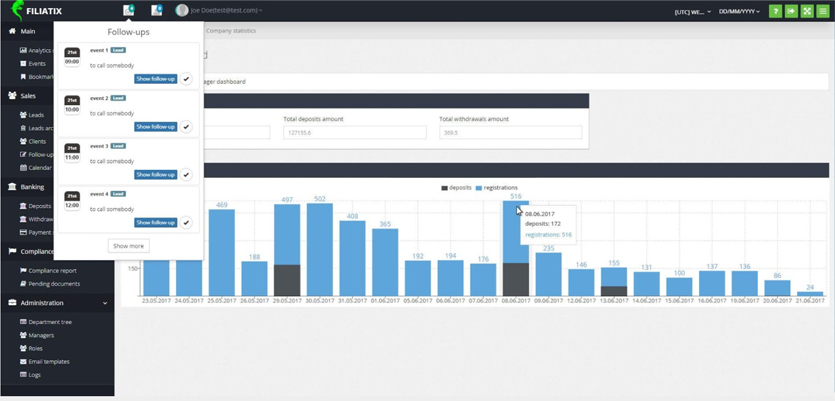 FILIATIX
Joe Doe(test@test.com)
[UTC] WE...
DD/MM/YYYY
Main
Analytics
Events
Bookmar
Sales
Leads
Leads arc
Clients
Follow-up
Calendar
Banking
Deposits
Withdraw
Payment
Compliance
Compliance report
Pending documents
Administration
Department tree
Managers
Roles
Email templates
Logs
Follow-ups
21st
09:00
event 1 Lead
to call somebody
Show follow-up
21st
10:00
event 2 Lead
to call somebody
Show follow-up
21st
11:00
event 3 Lead
to call somebody
Show follow-up
21st
12:00
event 4 Lead
to call somebody
Show follow-up
Show more
Company statistics
d
ager dashboard
Total deposits amount
127155.6
Total withdrawals amount
369.5
deposits registrations
469
188
497
502
408
365
192
194
176
516
235
146
155
131
100
137
136
86
24
08.06.2017
deposits: 172
registrations: 516
150
23.05.2017 24.05.2017 25.05.2017 26.05.2017 29.05.2017 30.05.2017 31.05.2017 01.06.2017 02.06.2017 05.06.2017 07.06.2017 08.06.2017 09.06.2017 12.06.2017 13.06.2017 14.06.2017 15.06.2017 16.06.2017 19.06.2017 20.06.2017 21.06.2017